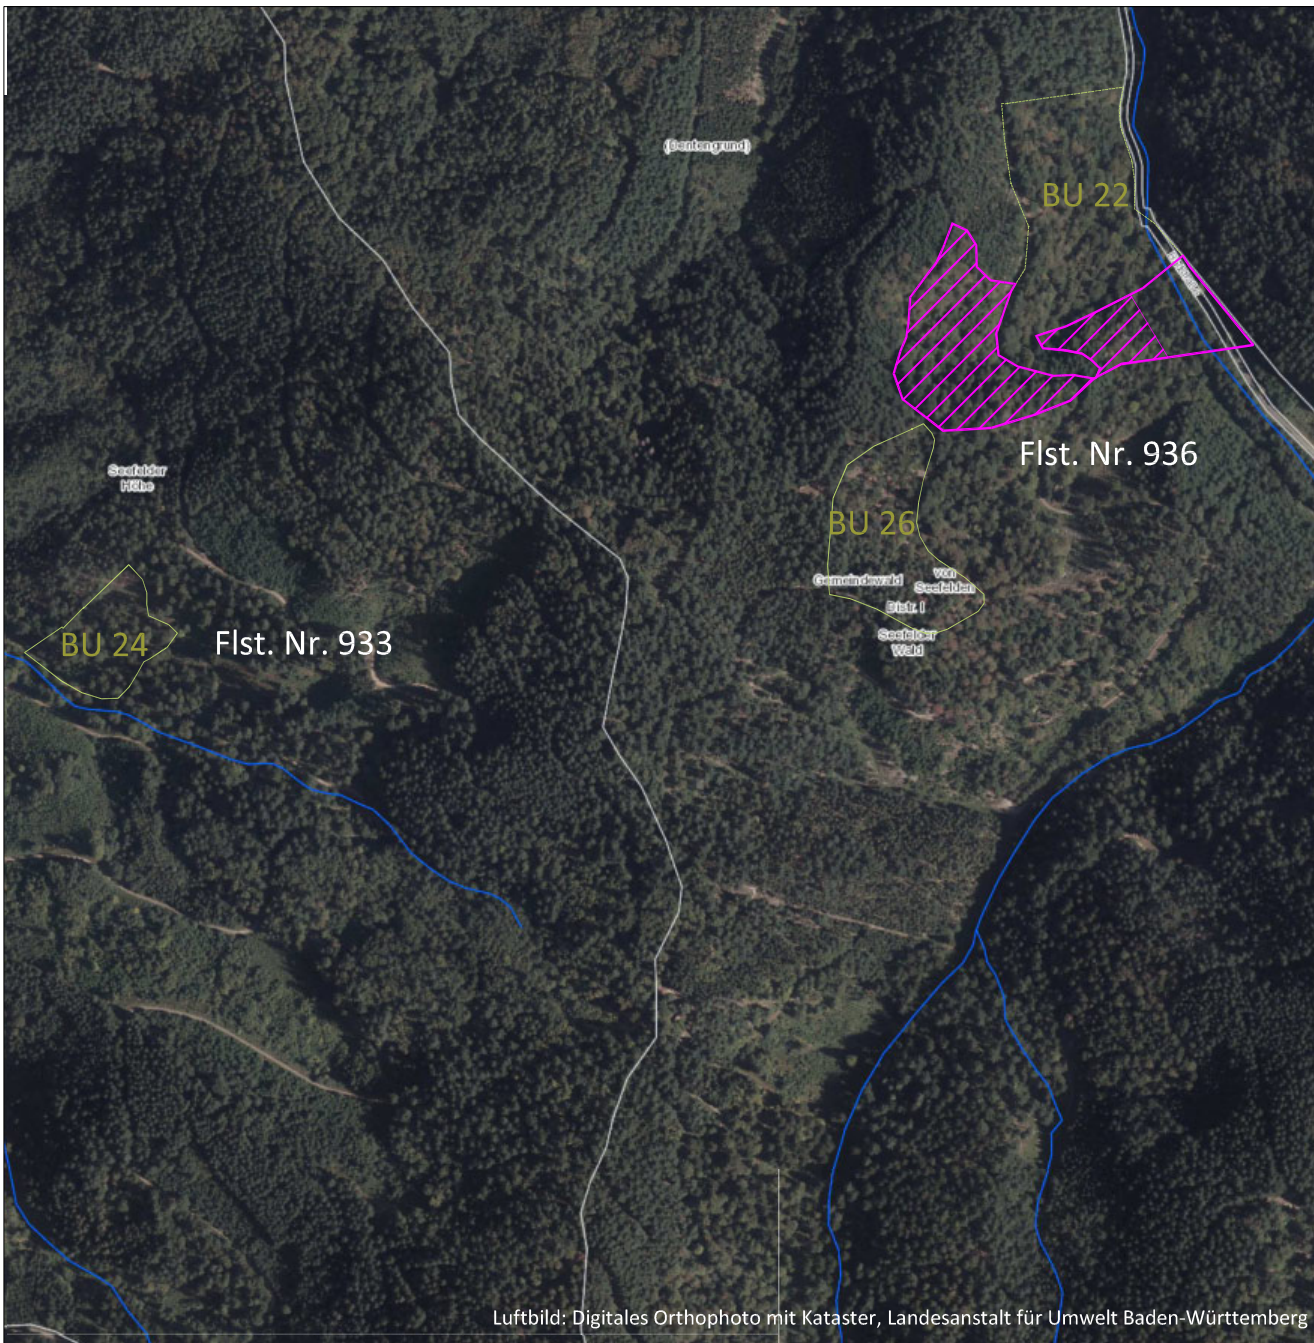 (Dentengrund)
BU 22
Flst. Nr. 936
Seefelder
Höhe
BU 26
Gemeindewald
von
Seefelden
Distr. I
Seefelder
Wald
BU 24
Flst. Nr. 933
Luftbild: Digitales Orthophoto mit Kataster, Landesanstalt für Umwelt Baden-Württemberg